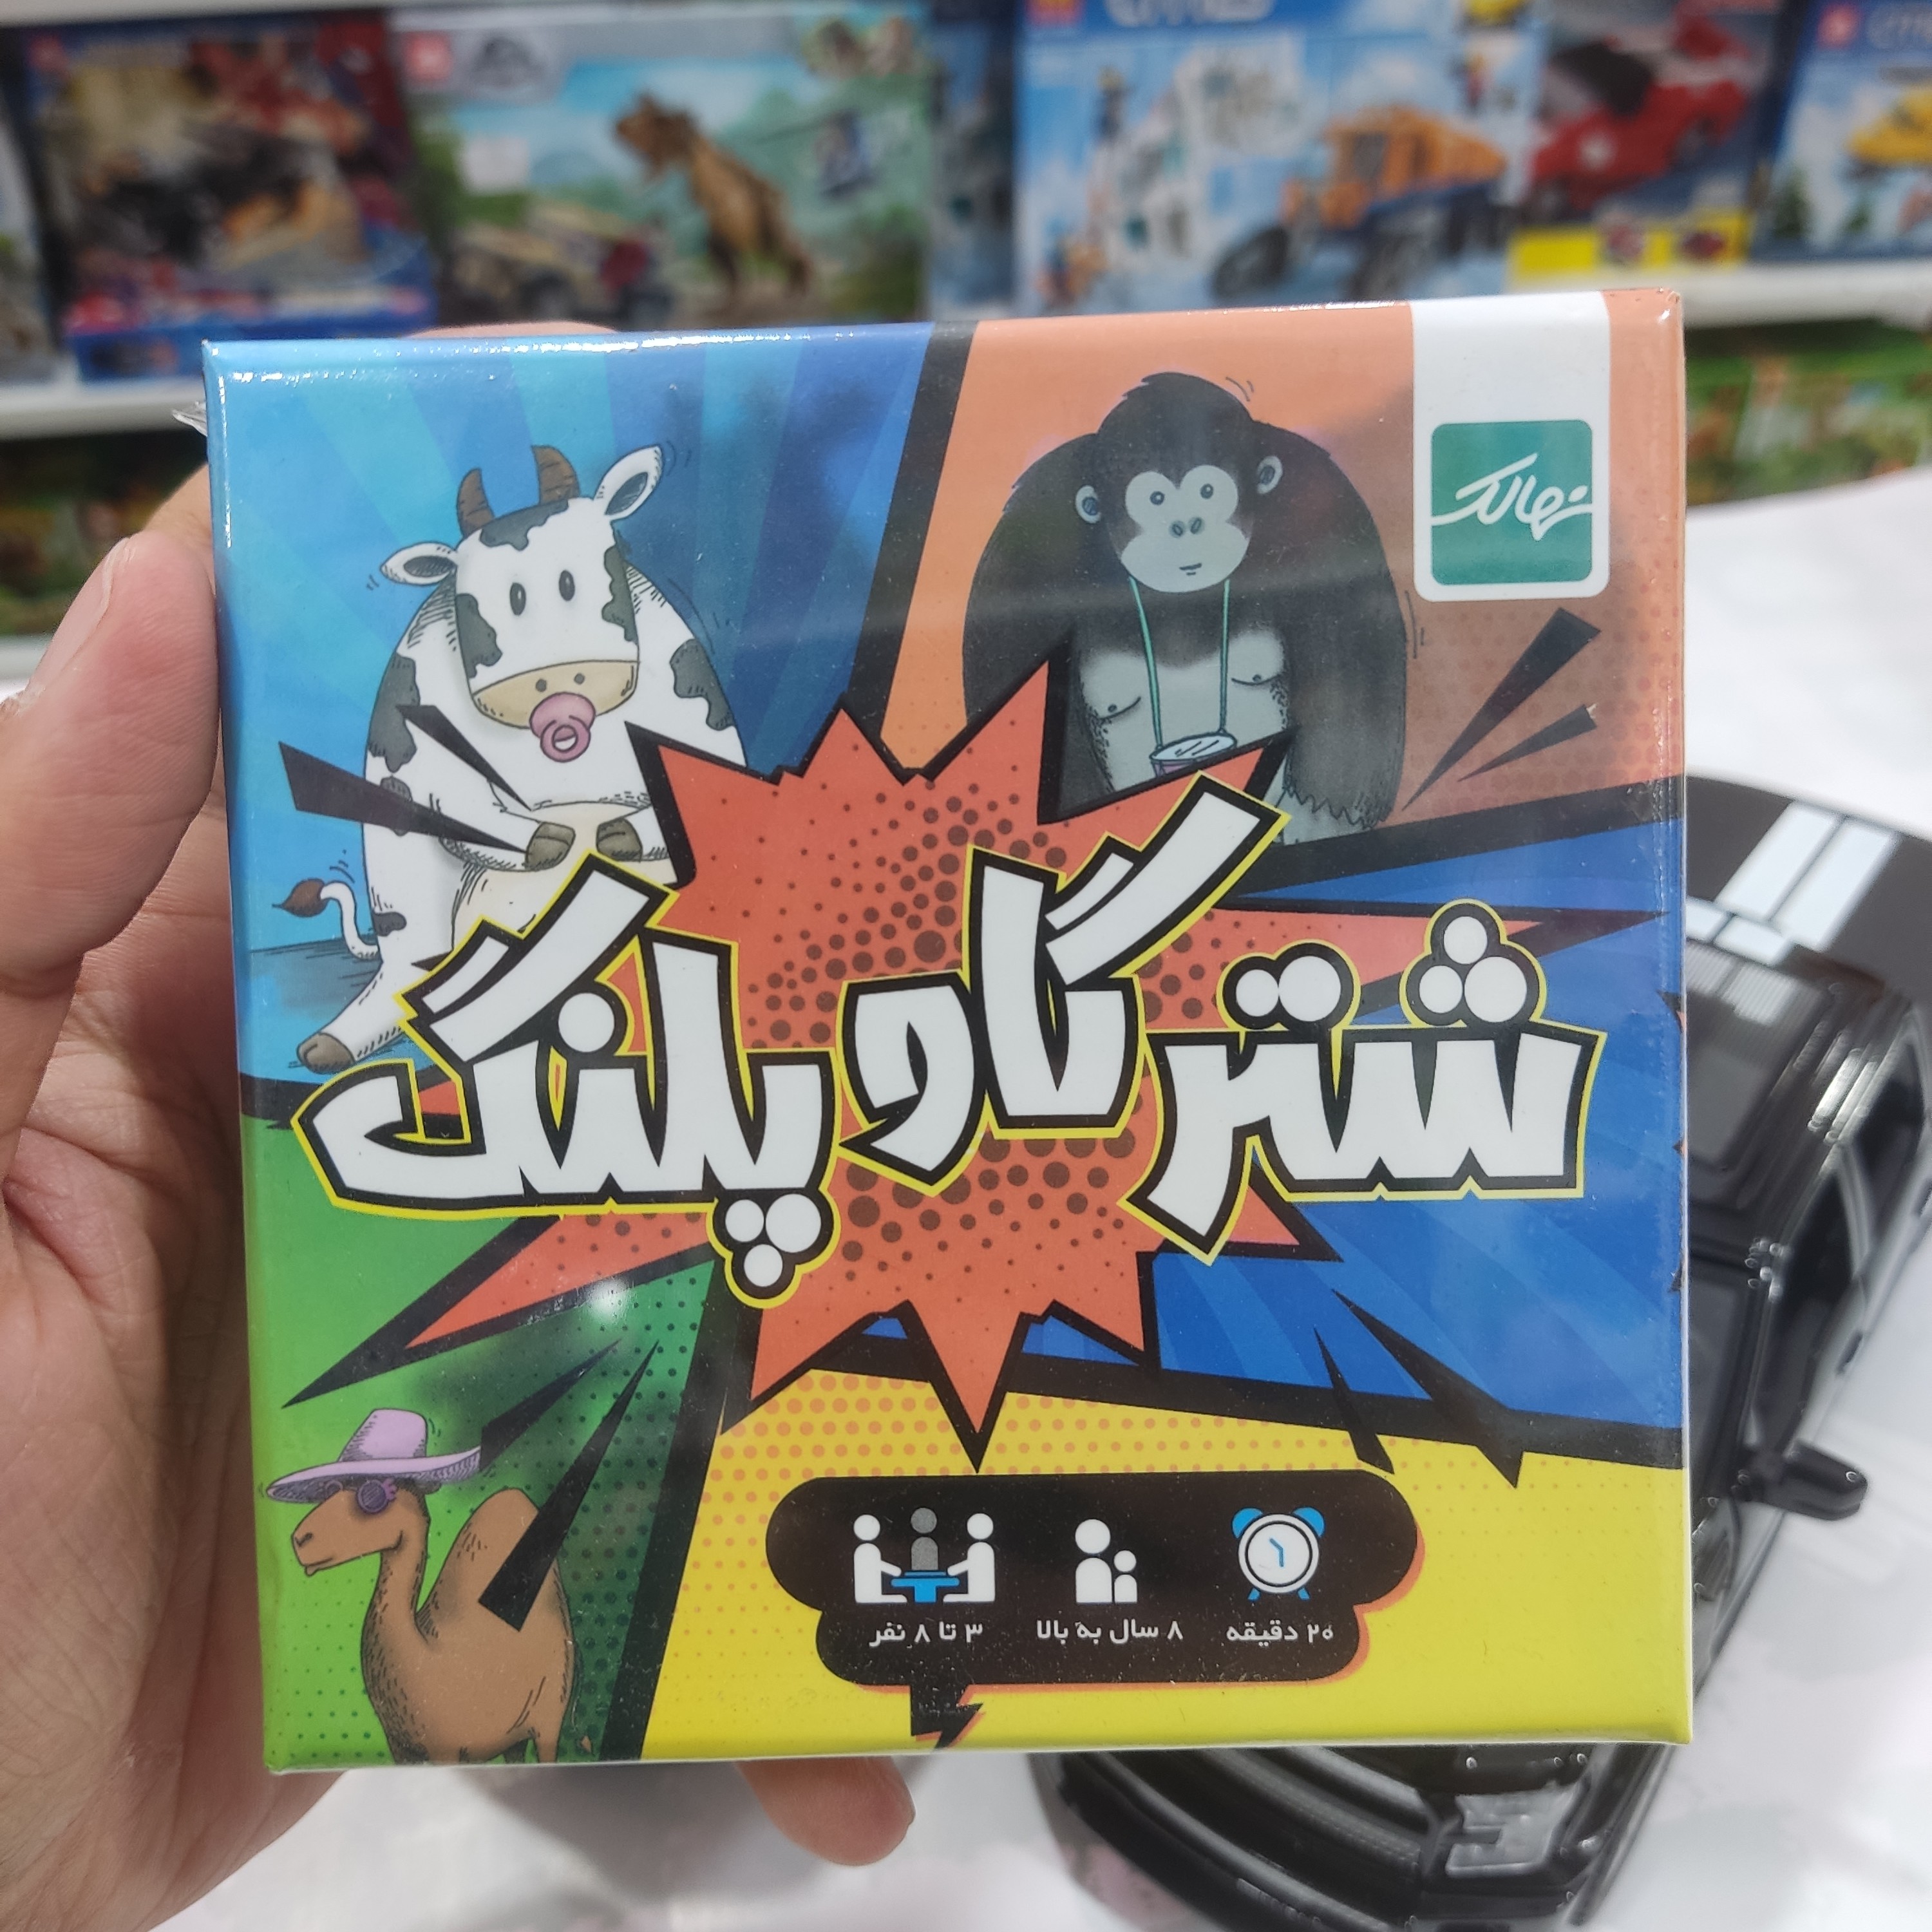 نهالک
شتر گاو پلنگ
۲۰ دقیقه
۸ سال به بالا
۳ تا ۸ نفر